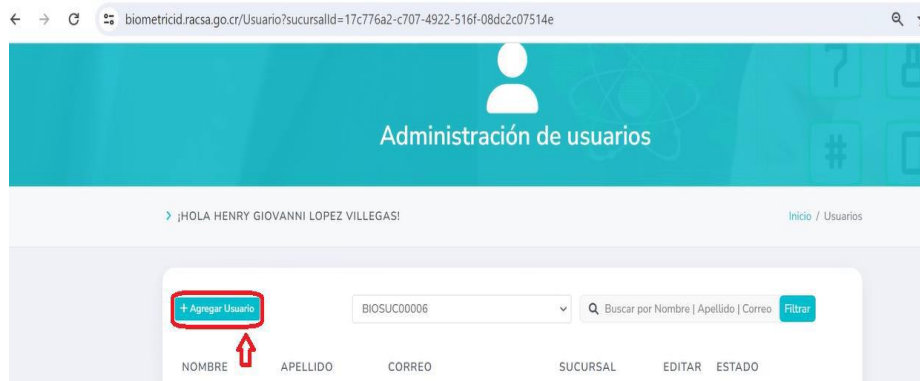 biometricid.racsa.go.cr/Usuario?sucursalId=17c776a2-c707-4922-516f-08dc2c07514e
Administración de usuarios
¡HOLA HENRY GIOVANNI LOPEZ VILLEGAS!
Inicio / Usuarios
+ Agregar Usuario
BIOSUC00006
Buscar por Nombre | Apellido | Correo
Filtrar
NOMBRE APELLIDO CORREO SUCURSAL EDITAR ESTADO